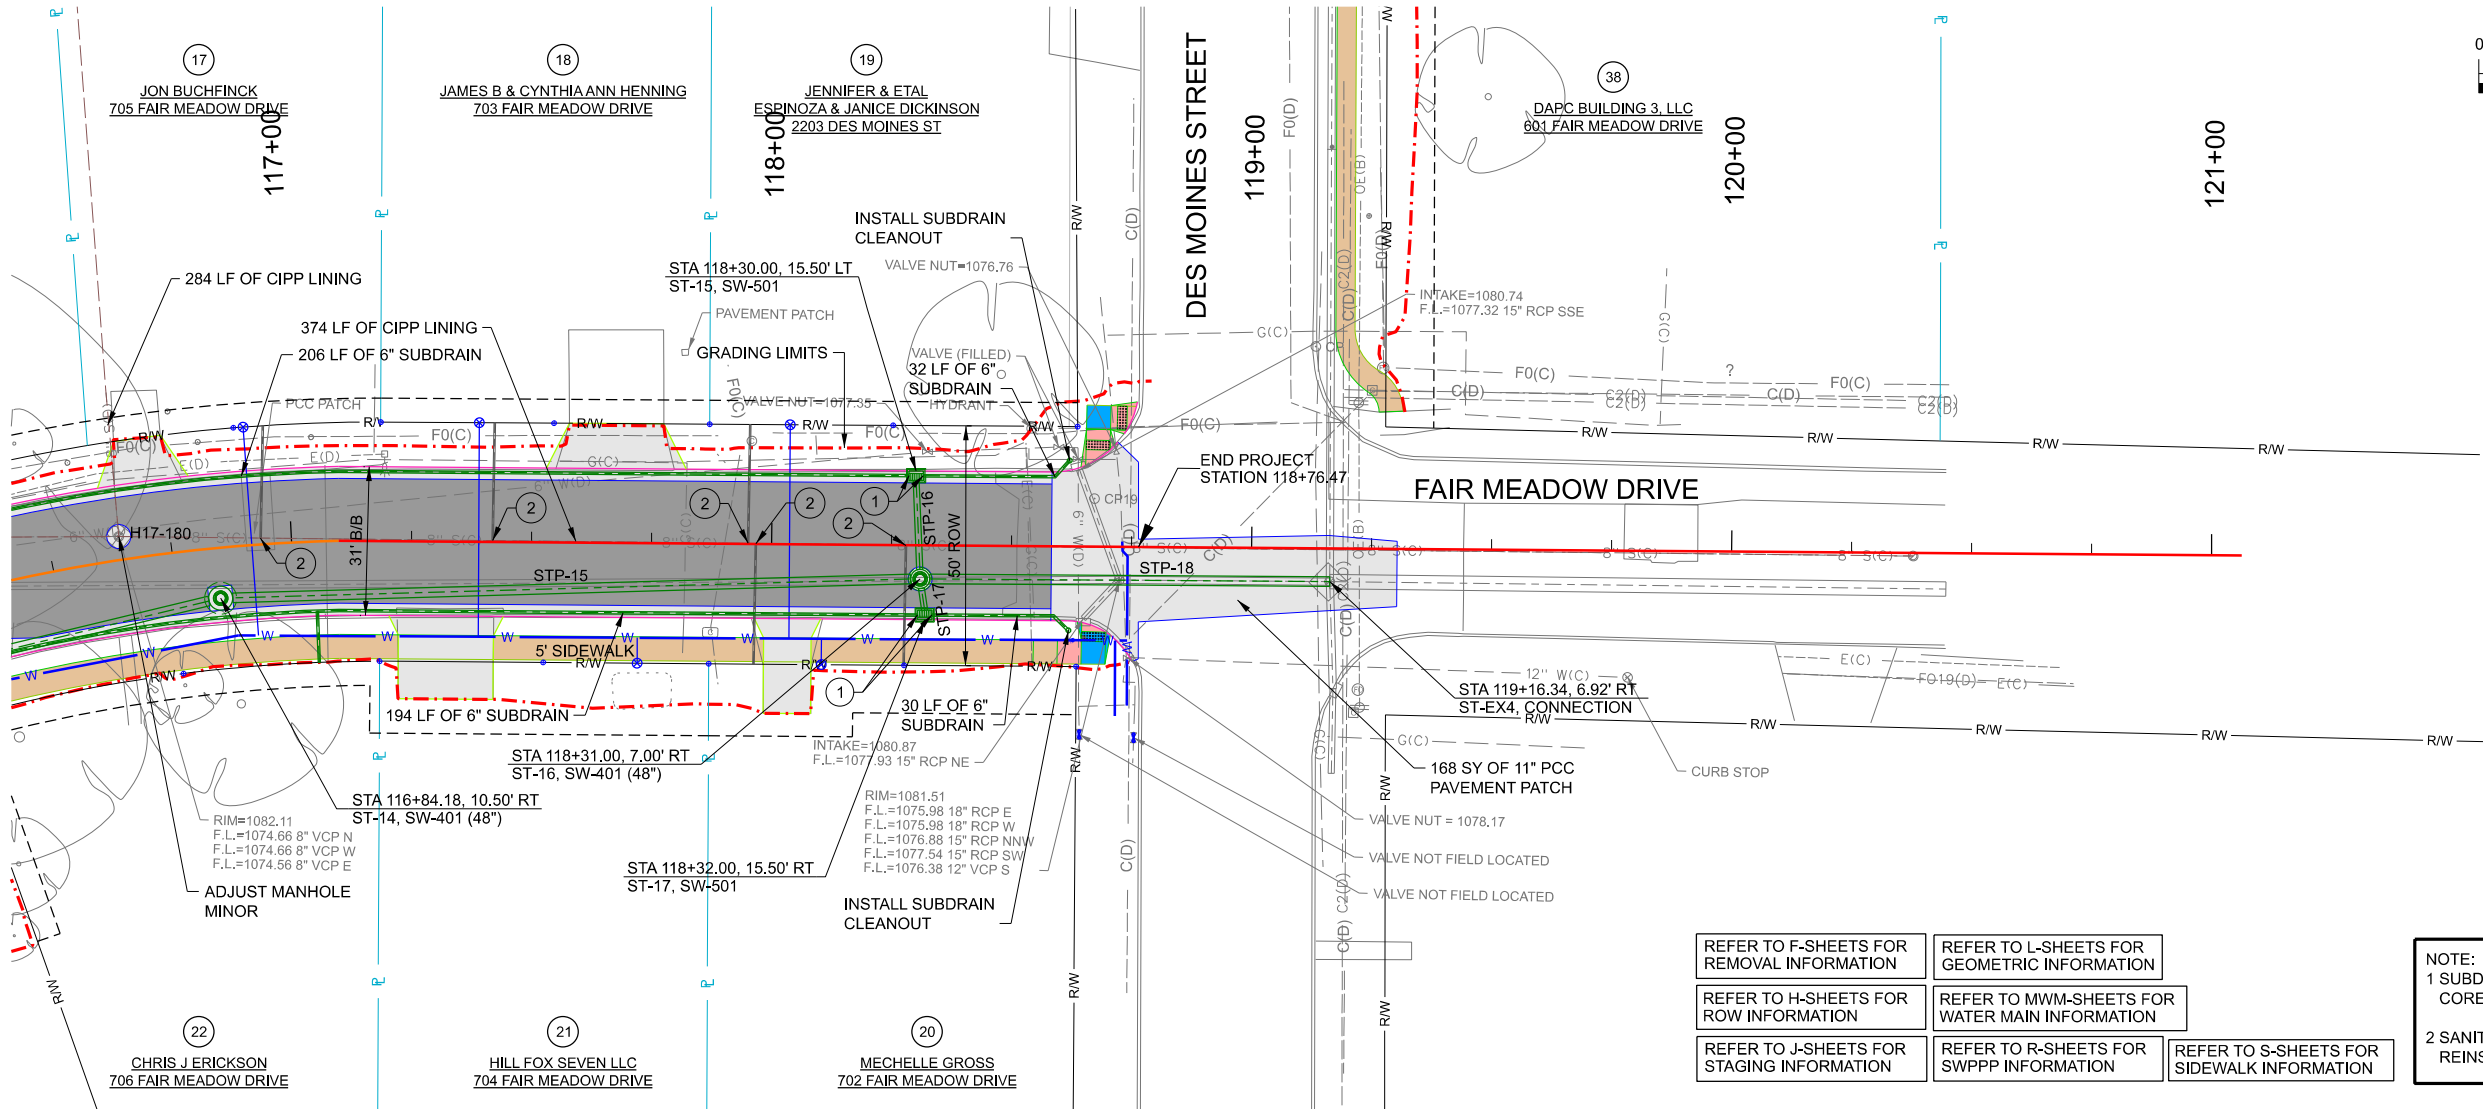 17
JON BUCHFINCK
705 FAIR MEADOW DRIVE
18
JAMES B & CYNTHIA ANN HENNING
703 FAIR MEADOW DRIVE
19
JENNIFER & ETAL
ESPINOZA & JANICE DICKINSON
2203 DES MOINES ST
38
DAPC BUILDING 3, LLC
601 FAIR MEADOW DRIVE
117+00
118+00
119+00
120+00
121+00
DES MOINES STREET
FAIR MEADOW DRIVE
284 LF OF CIPP LINING
374 LF OF CIPP LINING
206 LF OF 6" SUBDRAIN
INSTALL SUBDRAIN
CLEANOUT
STA 118+30.00, 15.50' LT
ST-15, SW-501
VALVE NUT=1076.76
PAVEMENT PATCH
GRADING LIMITS
VALVE (FILLED)
32 LF OF 6"
SUBDRAIN
VALVE NUT=1077.35
HYDRANT
INTAKE=1080.74
F.L.=1077.32 15" RCP SSE
PCC PATCH
END PROJECT
STATION 118+76.47
H17-180
31' B/B
50' ROW
STP-15
STP-16
STP-17
STP-18
CP19
CP
1
2
2
2
2
2
1
5' SIDEWALK
194 LF OF 6" SUBDRAIN
30 LF OF 6"
SUBDRAIN
STA 118+31.00, 7.00' RT
ST-16, SW-401 (48")
INTAKE=1080.87
F.L.=1077.93 15" RCP NE
STA 116+84.18, 10.50' RT
ST-14, SW-401 (48")
RIM=1082.11
F.L.=1074.66 8" VCP N
F.L.=1074.66 8" VCP W
F.L.=1074.56 8" VCP E
RIM=1081.51
F.L.=1075.98 18" RCP E
F.L.=1075.98 18" RCP W
F.L.=1076.88 15" RCP NNW
F.L.=1077.54 15" RCP SW
F.L.=1076.38 12" VCP S
STA 118+32.00, 15.50' RT
ST-17, SW-501
ADJUST MANHOLE
MINOR
INSTALL SUBDRAIN
CLEANOUT
12" W(C)
STA 119+16.34, 6.92' RT
ST-EX4, CONNECTION
168 SY OF 11" PCC
PAVEMENT PATCH
CURB STOP
VALVE NUT = 1078.17
VALVE NOT FIELD LOCATED
VALVE NOT FIELD LOCATED
22
CHRIS J ERICKSON
706 FAIR MEADOW DRIVE
21
HILL FOX SEVEN LLC
704 FAIR MEADOW DRIVE
20
MECHELLE GROSS
702 FAIR MEADOW DRIVE
REFER TO F-SHEETS FOR
REMOVAL INFORMATION
REFER TO L-SHEETS FOR
GEOMETRIC INFORMATION
REFER TO H-SHEETS FOR
ROW INFORMATION
REFER TO MWM-SHEETS FOR
WATER MAIN INFORMATION
REFER TO J-SHEETS FOR
STAGING INFORMATION
REFER TO R-SHEETS FOR
SWPPP INFORMATION
REFER TO S-SHEETS FOR
SIDEWALK INFORMATION
NOTE:
1 SUBD
CORE
2 SANIT
REINS